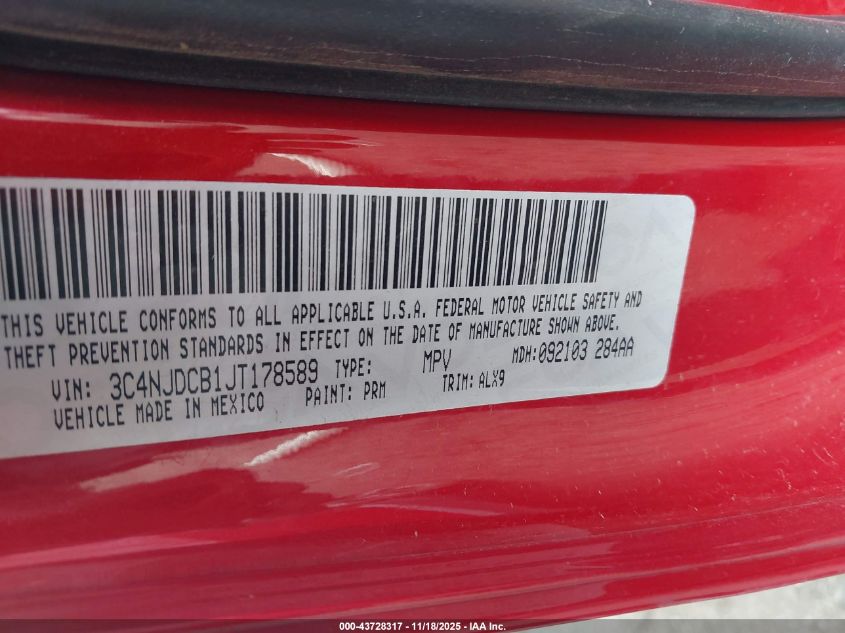 THIS VEHICLE CONFORMS TO ALL APPLICABLE U.S.A. FEDERAL MOTOR VEHICLE SAFETY AND
THEFT PREVENTION STANDARDS IN EFFECT ON THE DATE OF MANUFACTURE SHOWN ABOVE.
VIN: 3C4NJDCB1JT178589 TYPE: MPV MDH:092103 284AA
VEHICLE MADE IN MEXICO PAINT: PRM TRIM: ALX9
000-43728317 - 11/18/2025 - IAA Inc.